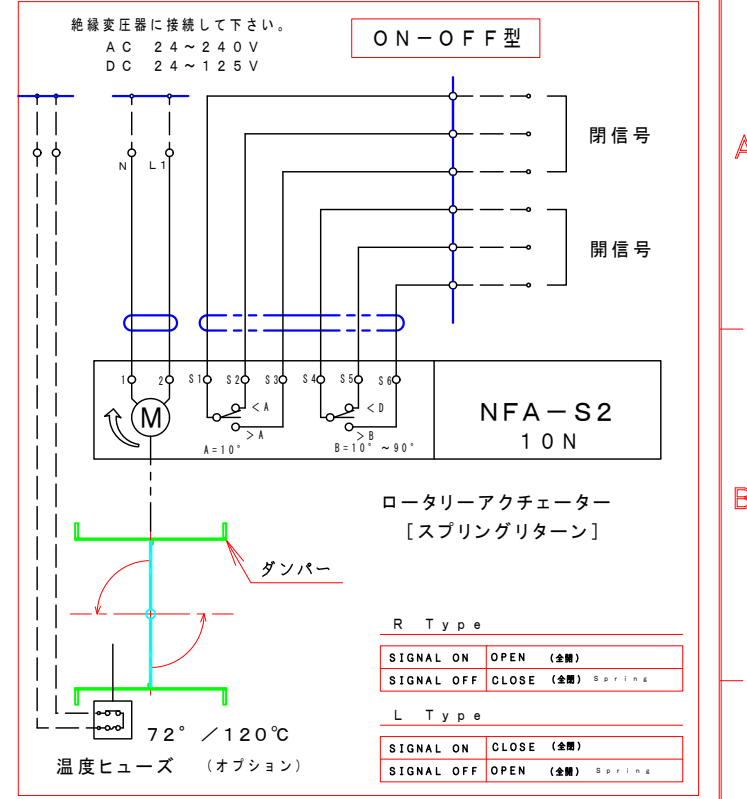 絶縁変圧器に接続して下さい。
AC 24～240V
DC 24～125V
ON－OFF型
閉信号
開信号
N L1
1 2 S1 S2 S3 S4 S5 S6
M
<A
>A
A=10°
<D
>B
B=10°～90°
NFA－S2
10N
ロータリーアクチェーター
[スプリングリターン]
ダンパー
R Type
SIGNAL ON OPEN (全開)
SIGNAL OFF CLOSE (全閉) Spring
L Type
SIGNAL ON CLOSE (全閉)
SIGNAL OFF OPEN (全開) Spring
72°／120℃
温度ヒューズ （オプション）
A
B